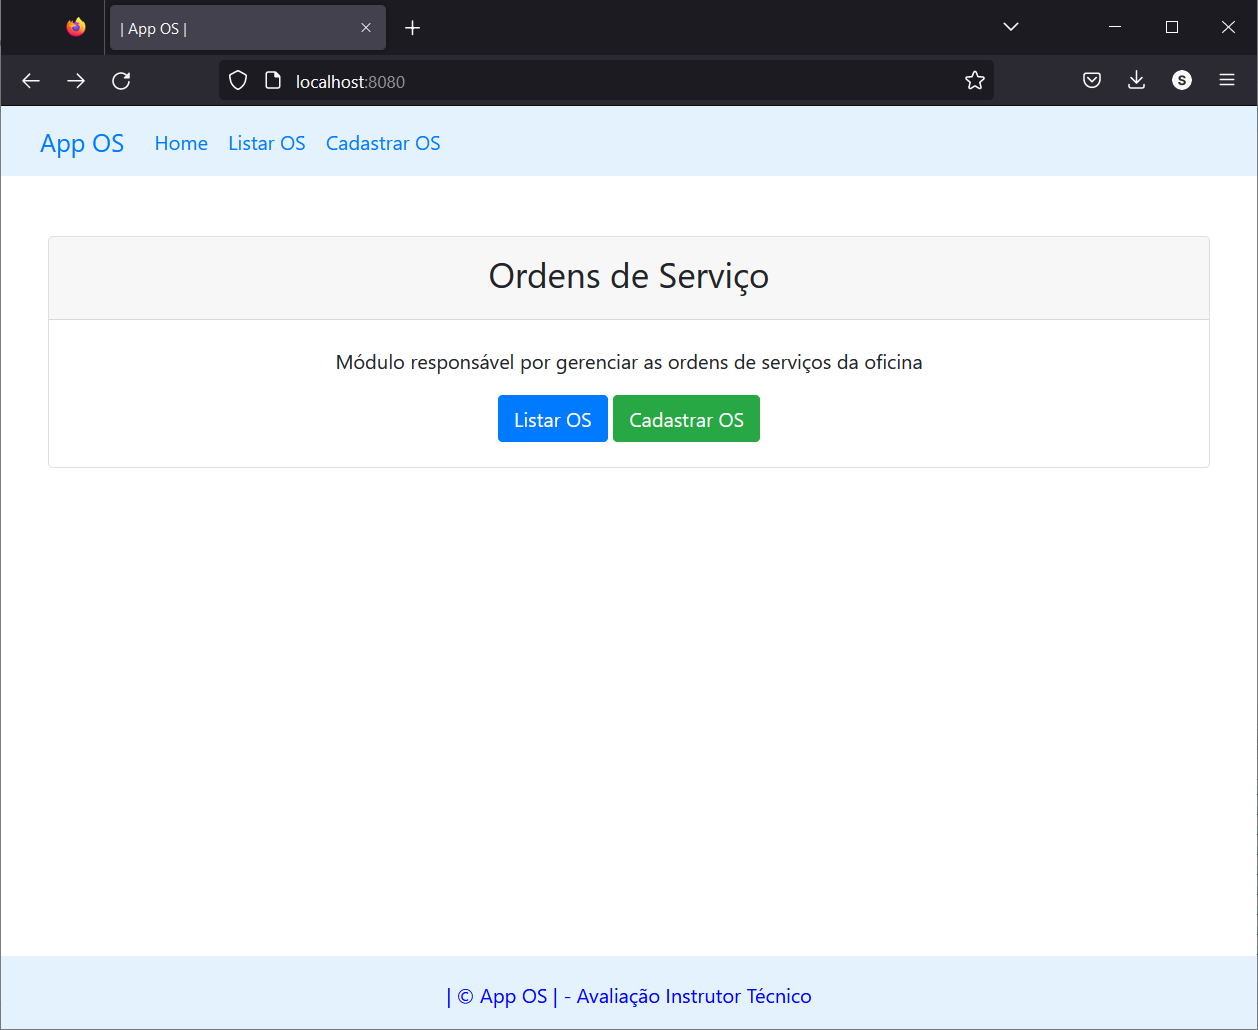 | App OS |
localhost:8080
S
App OS Home Listar OS Cadastrar OS
Ordens de Serviço
Módulo responsável por gerenciar as ordens de serviços da oficina
Listar OS Cadastrar OS
| © App OS | - Avaliação Instrutor Técnico